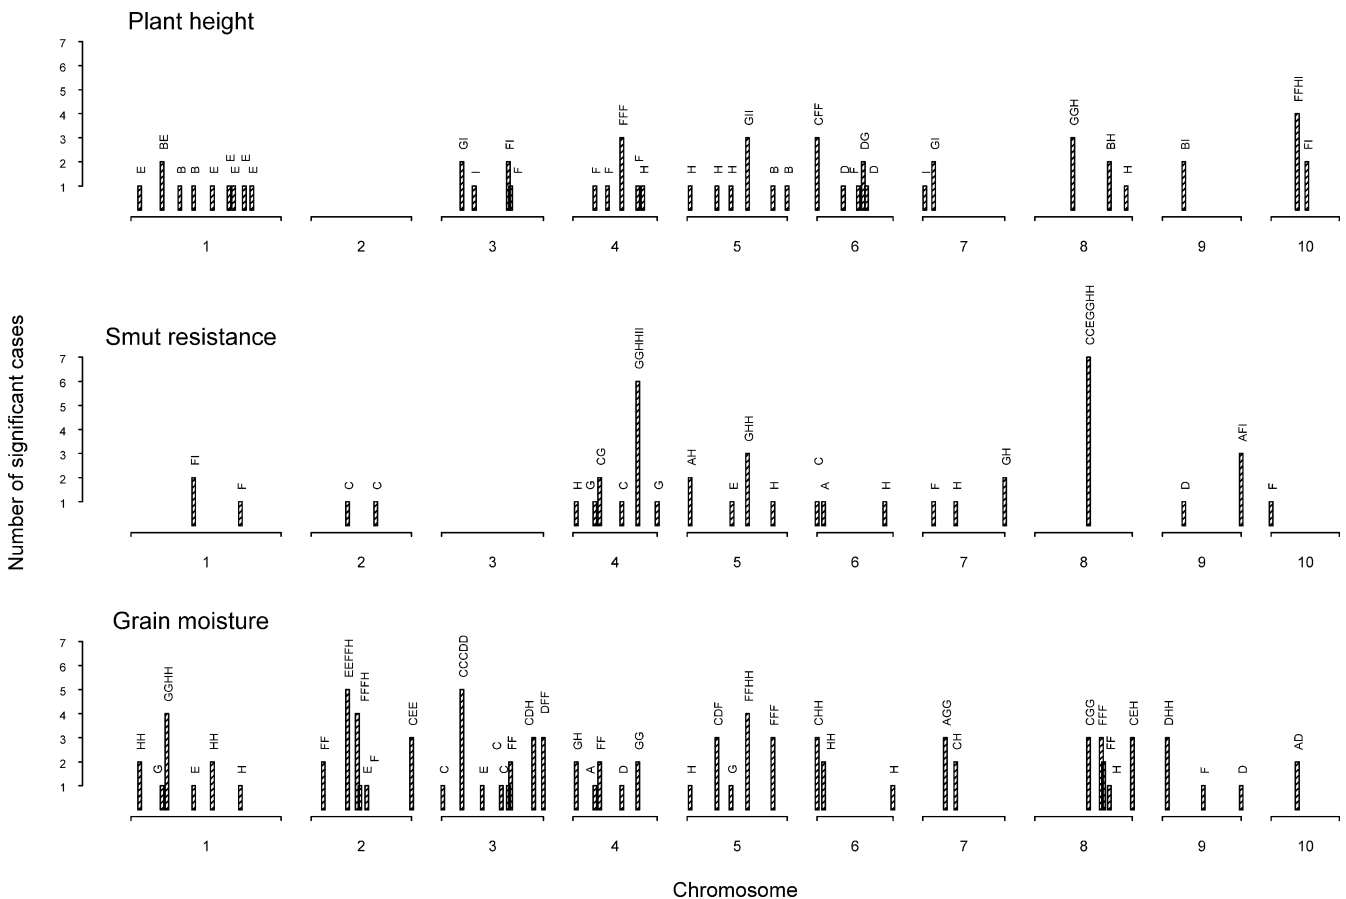 Plant height
7
6
5
4
3
2
1
E BE B B E E E E E GI I FI F F F FFF F H H H H GII B B CFF D F DG D I GI GGH BH H BI FFHI FI
1 2 3 4 5 6 7 8 9 10
Number of significant cases
Smut resistance
7
6
5
4
3
2
1
FI F C C H G CG C GGHHII G AH E GHH H C A H F H GH CCEGGHH D AFI F
1 2 3 4 5 6 7 8 9 10
Grain moisture
7
6
5
4
3
2
1
HH G GGHH E HH H FF EEFFH FFFH E F CEE C CCCDD E C C FF CDH DFF GH A FF D GG H CDF G FFHH FFF CHH HH H AGG CH CGG FFF FF H CEH DHH F D AD
1 2 3 4 5 6 7 8 9 10
Chromosome